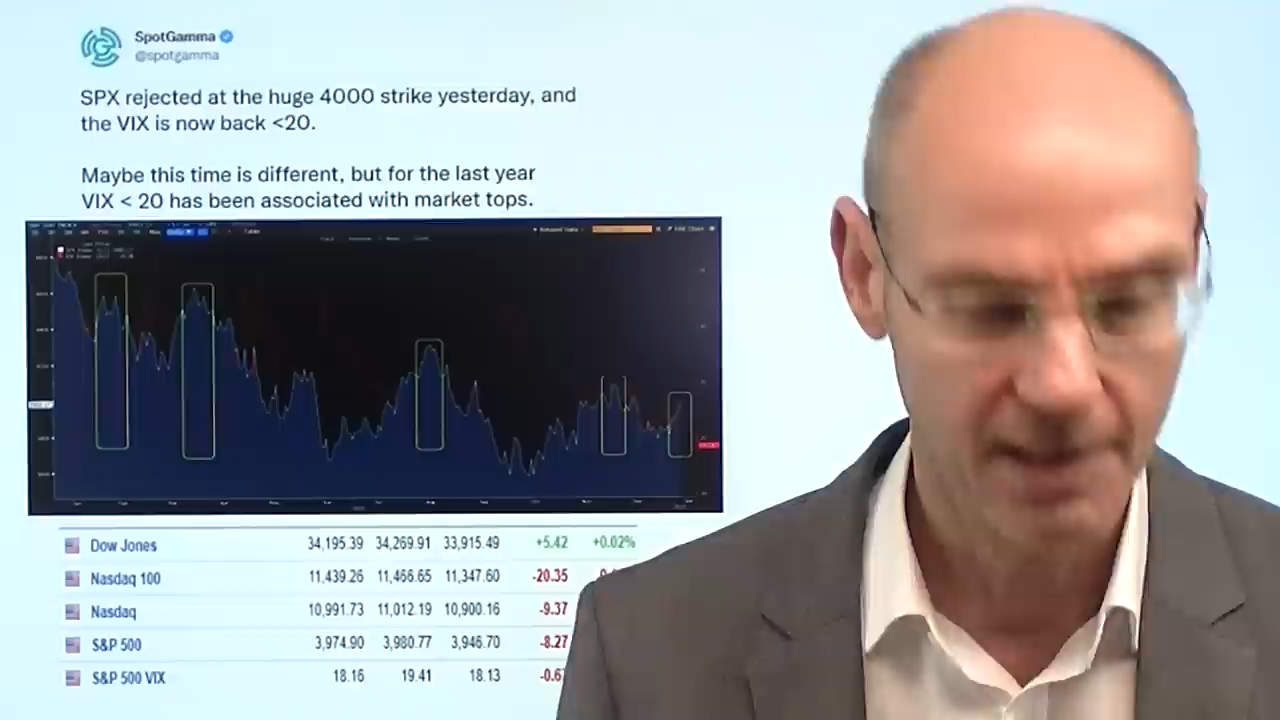 SpotGamma
@spotgamma
SPX rejected at the huge 4000 strike yesterday, and
the VIX is now back <20.
Maybe this time is different, but for the last year
VIX < 20 has been associated with market tops.
Dow Jones 34,195.39 34,269.91 33,915.49 +5.42 +0.02%
Nasdaq 100 11,439.26 11,466.65 11,347.60 -20.35
Nasdaq 10,991.73 11,012.19 10,900.16 -9.37
S&P 500 3,974.90 3,980.77 3,946.70 -8.27
S&P 500 VIX 18.16 19.41 18.13 -0.6